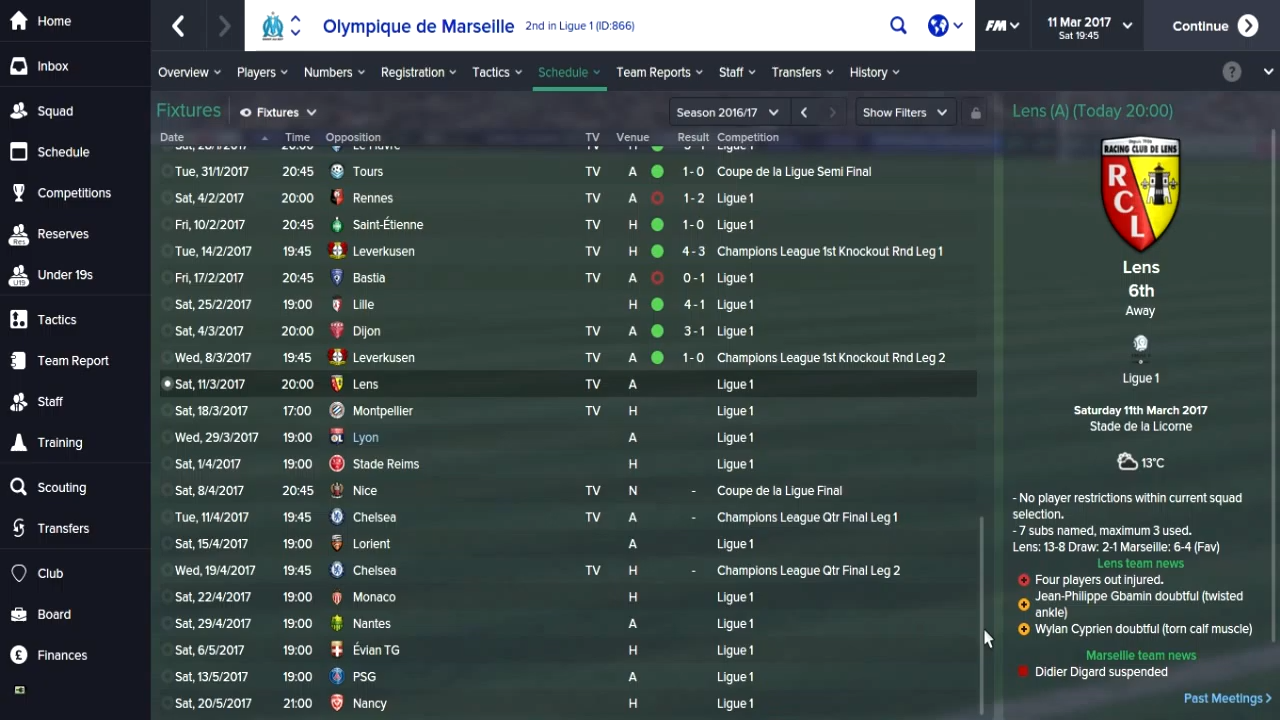 Home
Inbox
Squad
Schedule
Competitions
Res
Reserves
U19
Under 19s
Tactics
Team Report
Staff
Training
Scouting
Transfers
Club
Board
£
Finances
Olympique de Marseille 2nd in Ligue 1 (ID:866)
FM
11 Mar 2017
Sat 19:45
Continue
Overview Players Numbers Registration Tactics Schedule Team Reports Staff Transfers History ?
Fixtures Fixtures Season 2016/17 Show Filters
Date Time Opposition TV Venue Result Competition
Tue, 31/1/2017 20:45 Tours TV A 1 - 0 Coupe de la Ligue Semi Final
Sat, 4/2/2017 20:00 Rennes TV A 1 - 2 Ligue 1
Fri, 10/2/2017 20:45 Saint-Étienne TV H 1 - 0 Ligue 1
Tue, 14/2/2017 19:45 Leverkusen TV H 4 - 3 Champions League 1st Knockout Rnd Leg 1
Fri, 17/2/2017 20:45 Bastia TV A 0 - 1 Ligue 1
Sat, 25/2/2017 19:00 Lille H 4 - 1 Ligue 1
Sat, 4/3/2017 20:00 Dijon TV A 3 - 1 Ligue 1
Wed, 8/3/2017 19:45 Leverkusen TV A 1 - 0 Champions League 1st Knockout Rnd Leg 2
Sat, 11/3/2017 20:00 Lens TV A Ligue 1
Sat, 18/3/2017 17:00 Montpellier TV H Ligue 1
Wed, 29/3/2017 19:00 Lyon A Ligue 1
Sat, 1/4/2017 19:00 Stade Reims H Ligue 1
Sat, 8/4/2017 20:45 Nice TV N - Coupe de la Ligue Final
Tue, 11/4/2017 19:45 Chelsea TV A - Champions League Qtr Final Leg 1
Sat, 15/4/2017 19:00 Lorient A Ligue 1
Wed, 19/4/2017 19:45 Chelsea TV H - Champions League Qtr Final Leg 2
Sat, 22/4/2017 19:00 Monaco H Ligue 1
Sat, 29/4/2017 19:00 Nantes A Ligue 1
Sat, 6/5/2017 19:00 Évian TG H Ligue 1
Sat, 13/5/2017 19:00 PSG A Ligue 1
Sat, 20/5/2017 21:00 Nancy H Ligue 1
Lens (A) (Today 20:00)
RACING CLUB DE LENS
RCL
Lens
6th
Away
Ligue 1
Saturday 11th March 2017
Stade de la Licorne
13°C
- No player restrictions within current squad
selection.
- 7 subs named, maximum 3 used.
Lens: 13-8 Draw: 2-1 Marseille: 6-4 (Fav)
Lens team news
Four players out injured.
Jean-Philippe Gbamin doubtful (twisted
ankle)
Wylan Cyprien doubtful (torn calf muscle)
Marseille team news
Didier Digard suspended
Past Meetings >